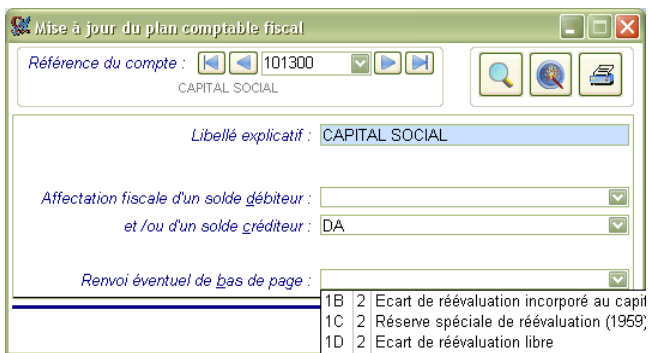 Mise à jour du plan comptable fiscal
Référence du compte : 101300
CAPITAL SOCIAL
Libellé explicatif : CAPITAL SOCIAL
Affectation fiscale d'un solde débiteur :
et /ou d'un solde créditeur : DA
Renvoi éventuel de bas de page :
1B 2 Ecart de réévaluation incorporé au capit
1C 2 Réserve spéciale de réévaluation (1959)
1D 2 Ecart de réévaluation libre